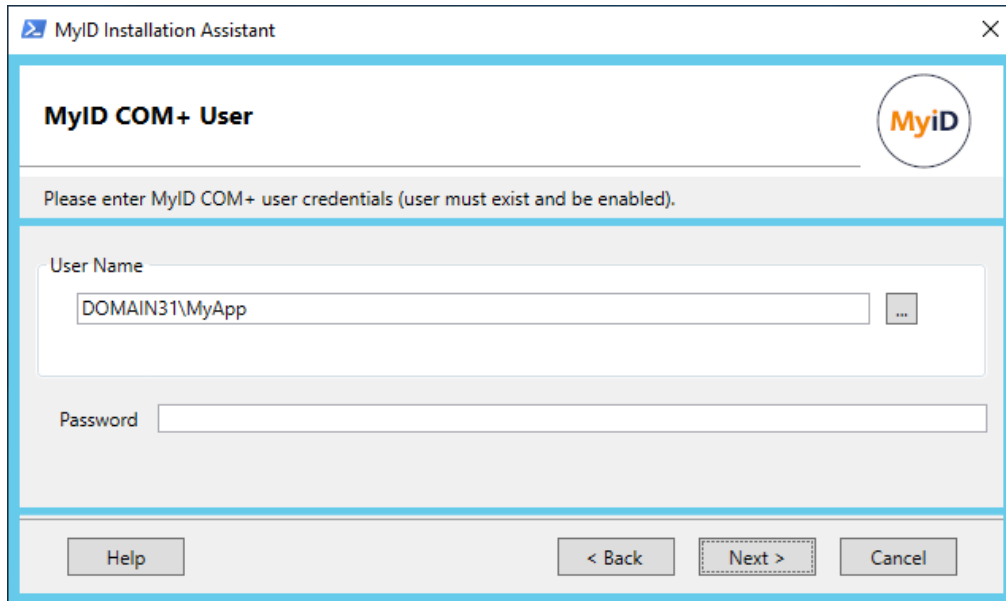 MyID Installation Assistant
MyID COM+ User
MyiD
Please enter MyID COM+ user credentials (user must exist and be enabled).
User Name
DOMAIN31\MyApp
...
Password
Help
< Back
Next >
Cancel